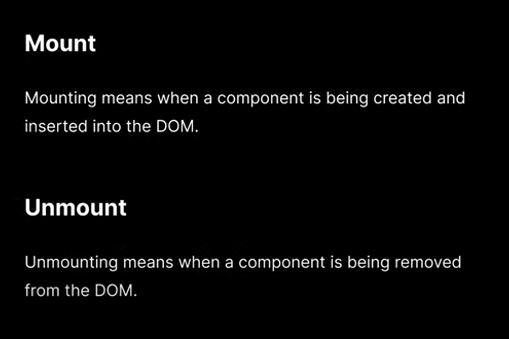 Mount
Mounting means when a component is being created and
inserted into the DOM.
Unmount
Unmounting means when a component is being removed
from the DOM.